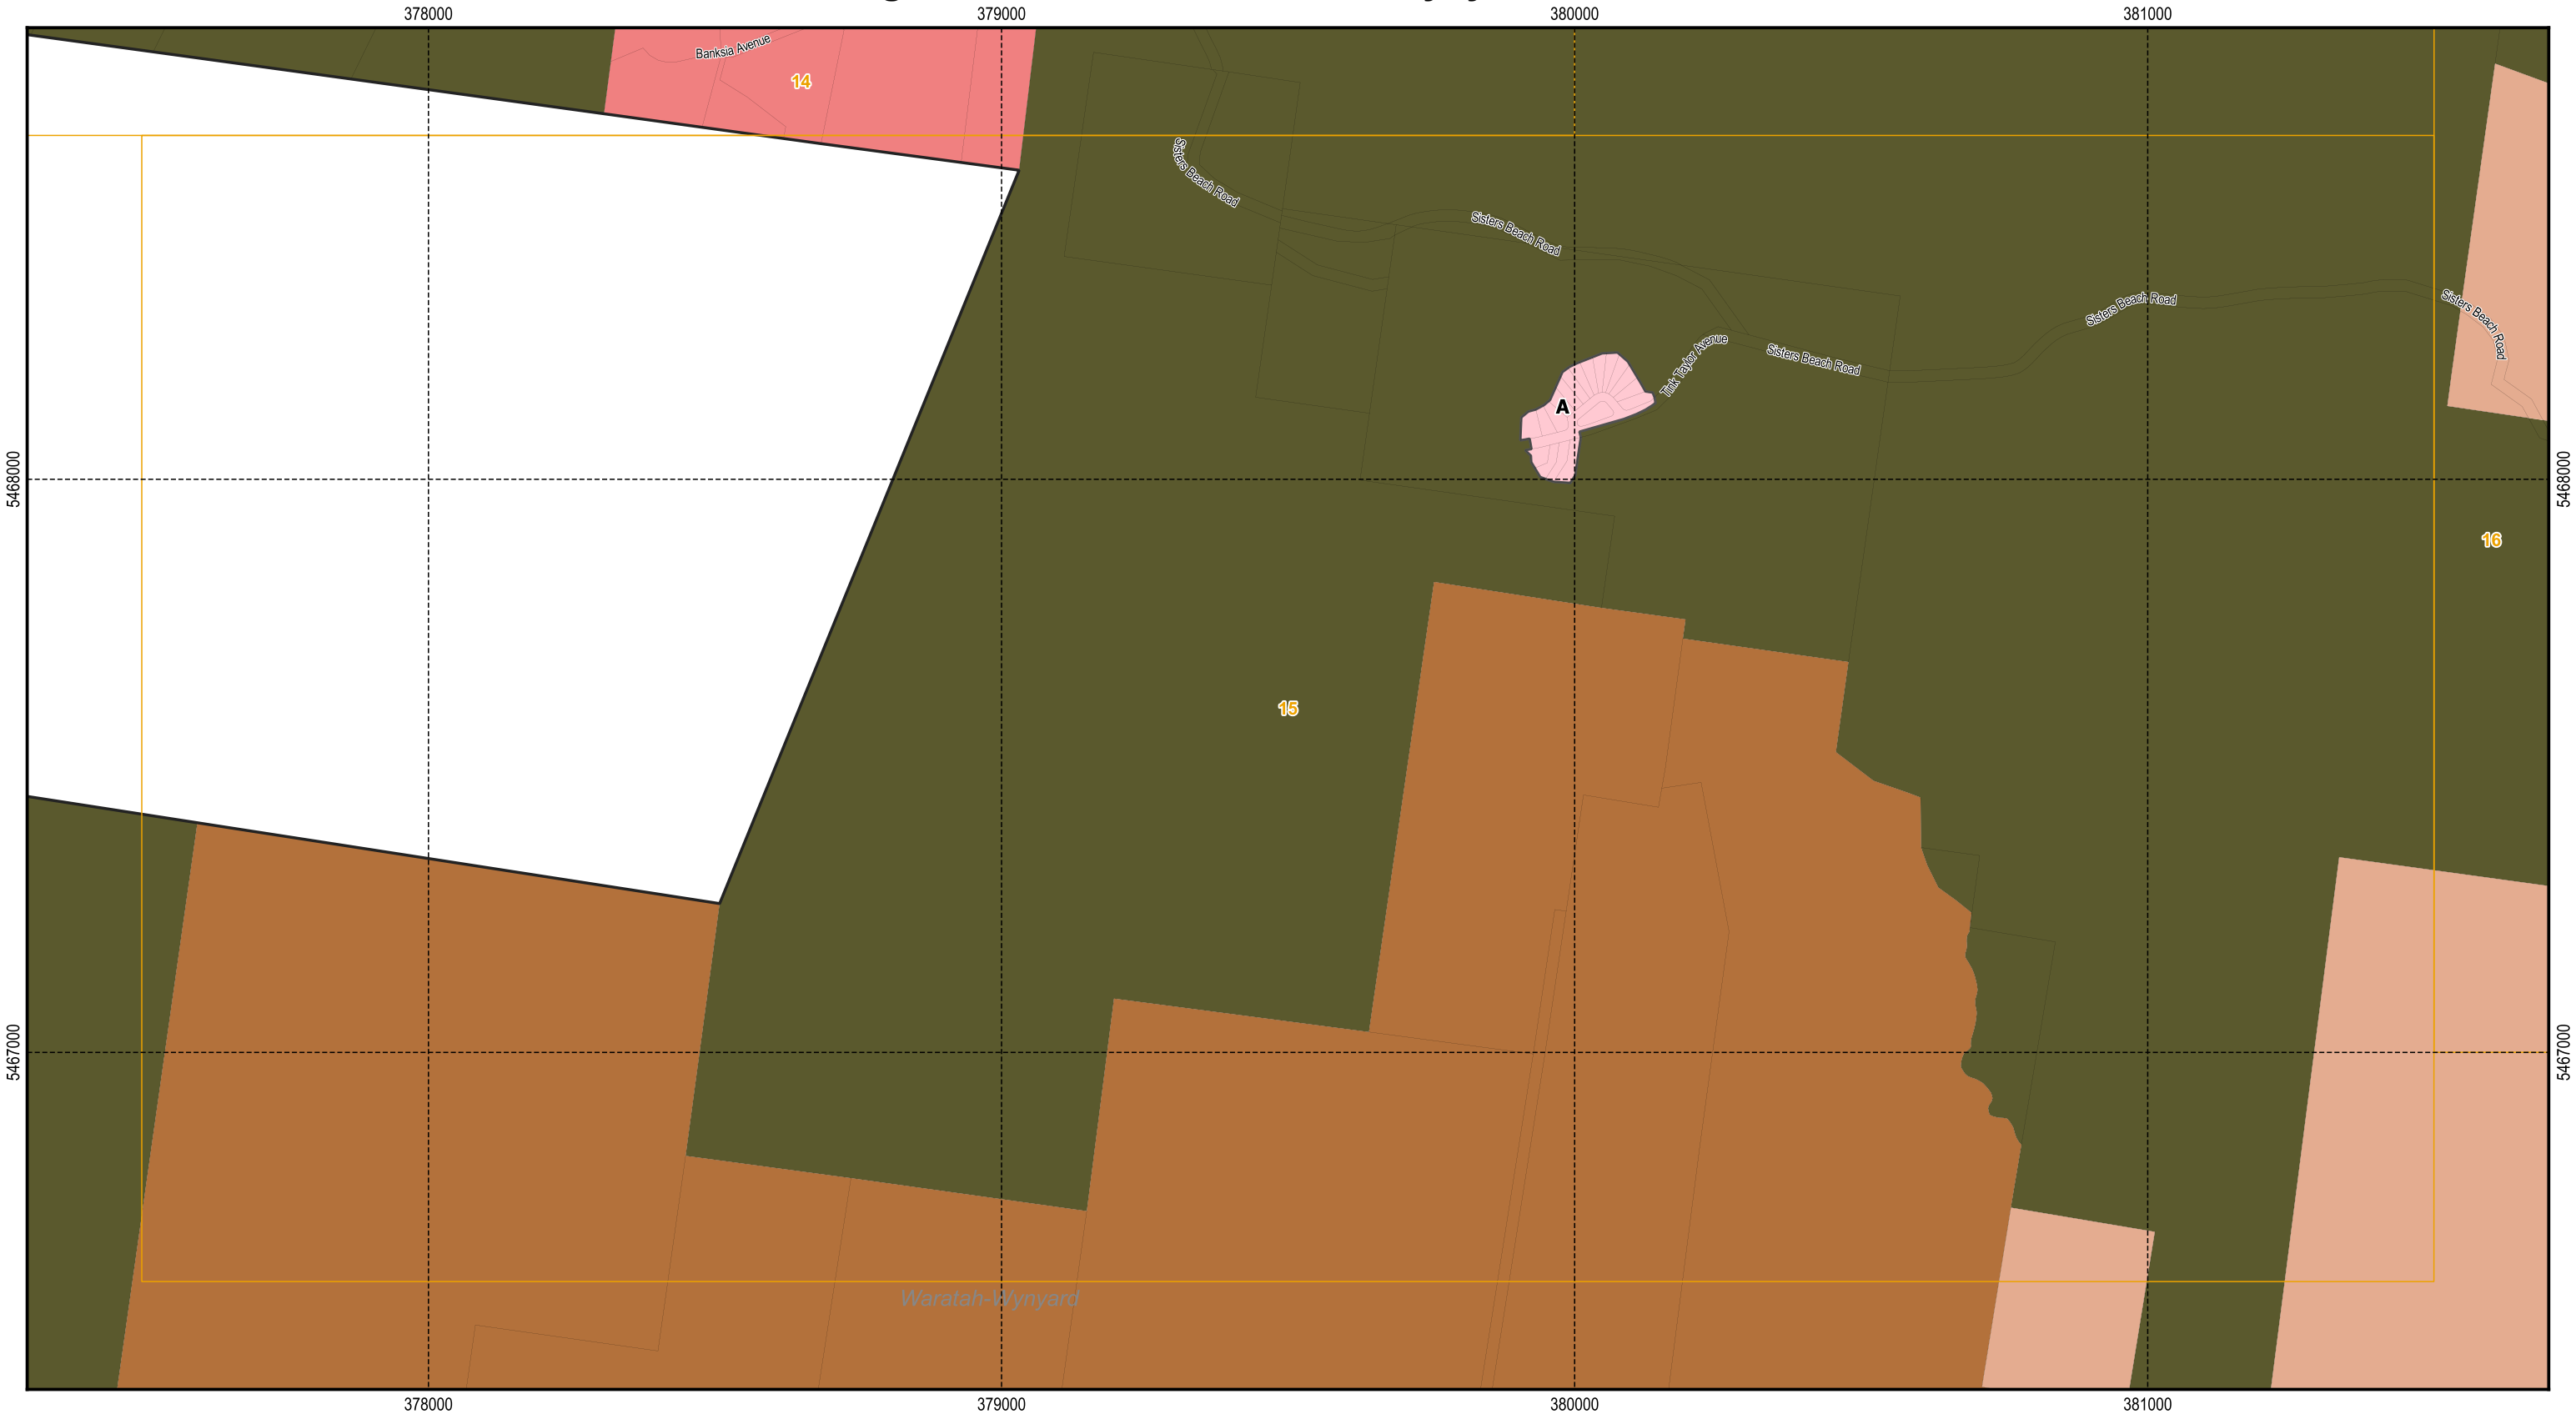 378000
379000
380000
381000
Banksia Avenue
14
Sisters Beach Road
Sisters Beach Road
Sisters Beach Road
Sisters Beach Road
Tink Taylor Avenue
Sisters Beach Road
A
5468000
5468000
16
15
5467000
5467000
Waratah-Wynyard
378000
379000
380000
381000